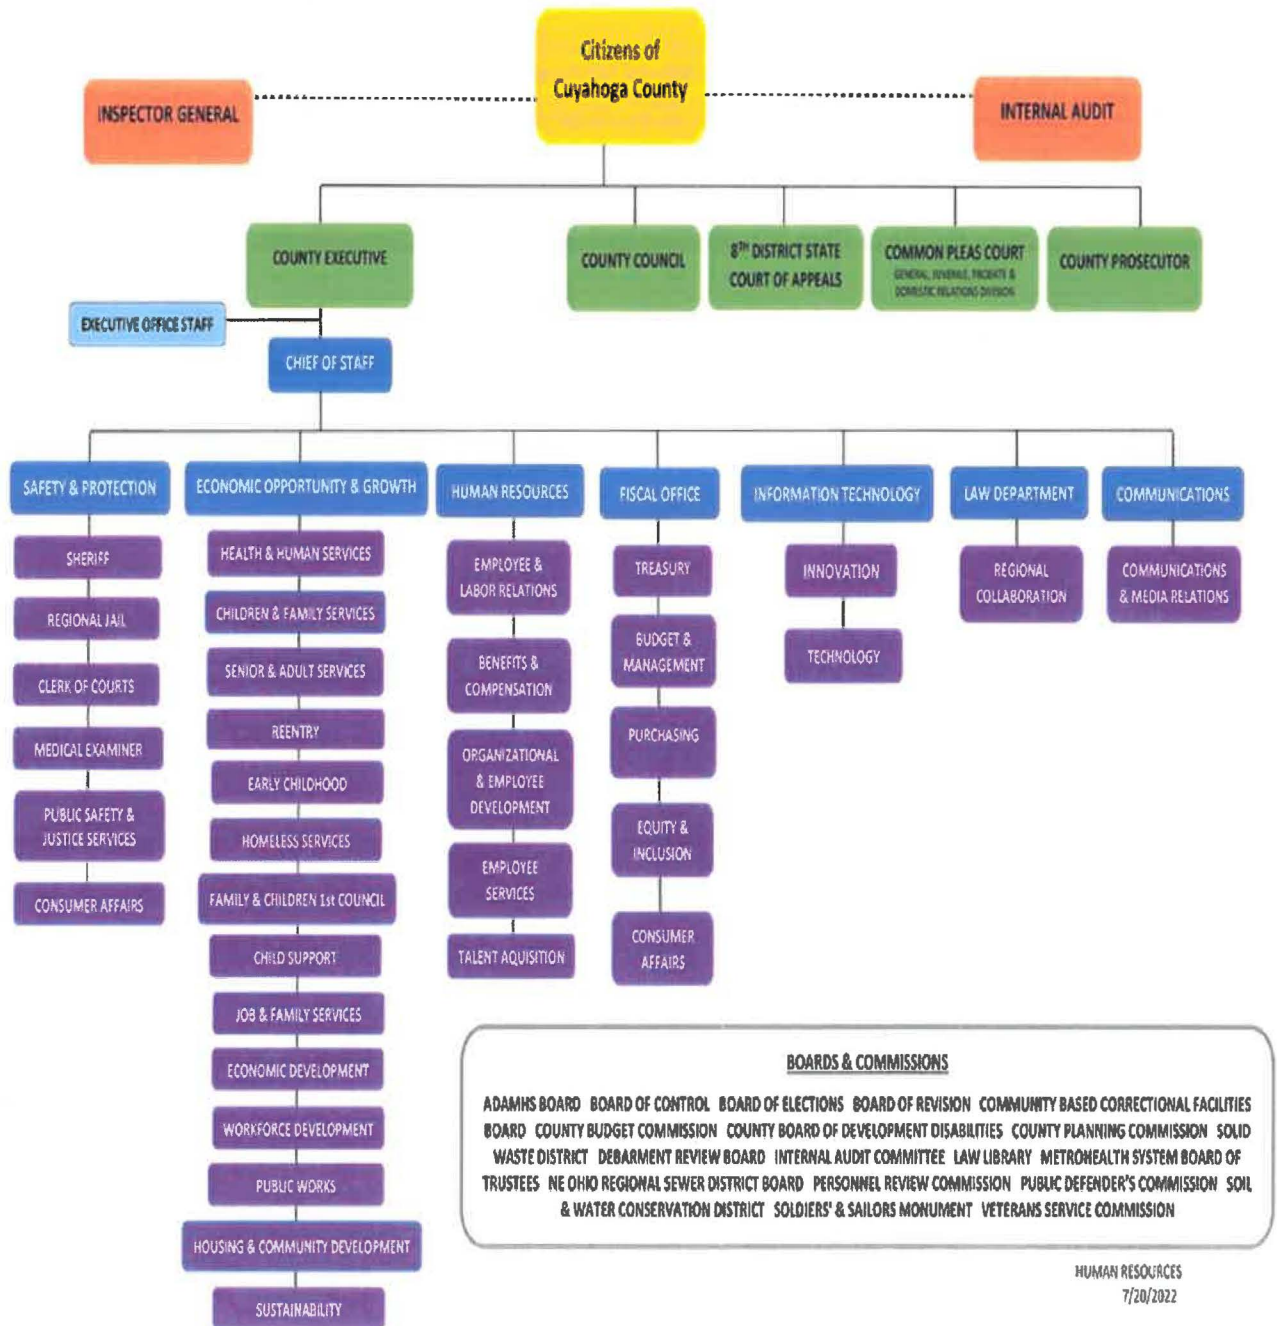 Citizens of
Cuyahoga County
INSPECTOR GENERAL
INTERNAL AUDIT
COUNTY EXECUTIVE
COUNTY COUNCIL
8TH DISTRICT STATE
COURT OF APPEALS
COMMON PLEAS COURT
GENERAL, JUVENILE, PROBATE &
DOMESTIC RELATIONS DIVISION
COUNTY PROSECUTOR
EXECUTIVE OFFICE STAFF
CHIEF OF STAFF
SAFETY & PROTECTION
SHERIFF
REGIONAL JAIL
CLERK OF COURTS
MEDICAL EXAMINER
PUBLIC SAFETY &
JUSTICE SERVICES
CONSUMER AFFAIRS
ECONOMIC OPPORTUNITY & GROWTH
HEALTH & HUMAN SERVICES
CHILDREN & FAMILY SERVICES
SENIOR & ADULT SERVICES
REENTRY
EARLY CHILDHOOD
HOMELESS SERVICES
FAMILY & CHILDREN 1st COUNCIL
CHILD SUPPORT
JOB & FAMILY SERVICES
ECONOMIC DEVELOPMENT
WORKFORCE DEVELOPMENT
PUBLIC WORKS
HOUSING & COMMUNITY DEVELOPMENT
SUSTAINABILITY
HUMAN RESOURCES
EMPLOYEE &
LABOR RELATIONS
BENEFITS &
COMPENSATION
ORGANIZATIONAL
& EMPLOYEE
DEVELOPMENT
EMPLOYEE
SERVICES
TALENT AQUISITION
FISCAL OFFICE
TREASURY
BUDGET &
MANAGEMENT
PURCHASING
EQUITY &
INCLUSION
CONSUMER
AFFAIRS
INFORMATION TECHNOLOGY
INNOVATION
TECHNOLOGY
LAW DEPARTMENT
REGIONAL
COLLABORATION
COMMUNICATIONS
COMMUNICATIONS
& MEDIA RELATIONS
BOARDS & COMMISSIONS
ADAMHS BOARD BOARD OF CONTROL BOARD OF ELECTIONS BOARD OF REVISION COMMUNITY BASED CORRECTIONAL FACILITIES
BOARD COUNTY BUDGET COMMISSION COUNTY BOARD OF DEVELOPMENT DISABILITIES COUNTY PLANNING COMMISSION SOLID
WASTE DISTRICT DEBARMENT REVIEW BOARD INTERNAL AUDIT COMMITTEE LAW LIBRARY METROHEALTH SYSTEM BOARD OF
TRUSTEES NE OHIO REGIONAL SEWER DISTRICT BOARD PERSONNEL REVIEW COMMISSION PUBLIC DEFENDER'S COMMISSION SOIL
& WATER CONSERVATION DISTRICT SOLDIERS' & SAILORS MONUMENT VETERANS SERVICE COMMISSION
HUMAN RESOURCES
7/20/2022